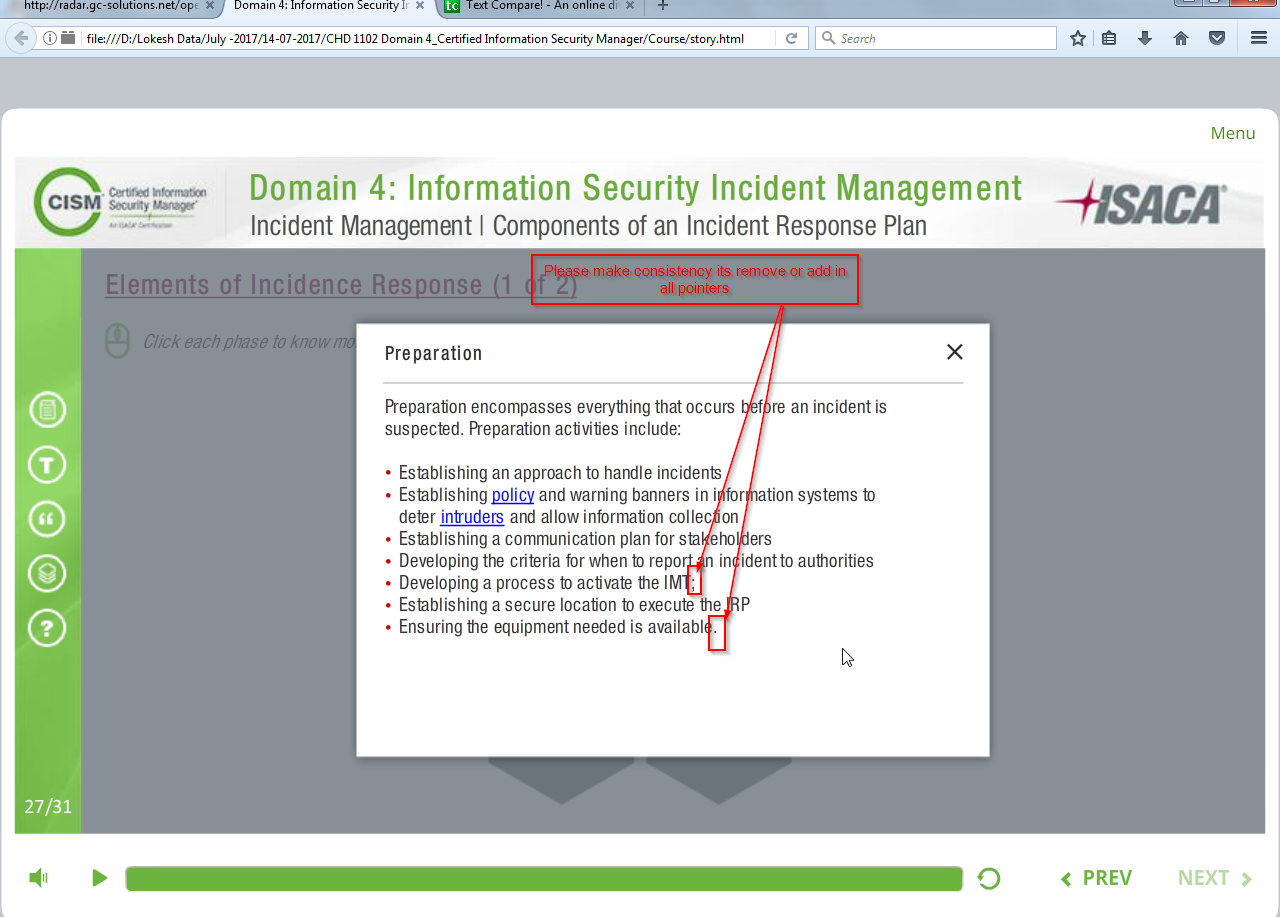 http://radar.gc-solutions.net/ope
Domain 4: Information Security I
tc Text Compare! - An online di
file:///D:/Lokesh Data/July -2017/14-07-2017/CHD 1102 Domain 4_Certified Information Security Manager/Course/story.html
Search
Menu
CISM
Certified Information
Security Manager
An ISACA Certification
Domain 4: Information Security Incident Management
Incident Management | Components of an Incident Response Plan
ISACA
Elements of Incidence Response (1 of 2)
Please make consistency its remove or add in
all pointers
Click each phase to know mo
Preparation
Preparation encompasses everything that occurs before an incident is
suspected. Preparation activities include:
• Establishing an approach to handle incidents
• Establishing policy and warning banners in information systems to
deter intruders and allow information collection
• Establishing a communication plan for stakeholders
• Developing the criteria for when to report an incident to authorities
• Developing a process to activate the IMT;
• Establishing a secure location to execute the IRP
• Ensuring the equipment needed is available.
27/31
PREV
NEXT